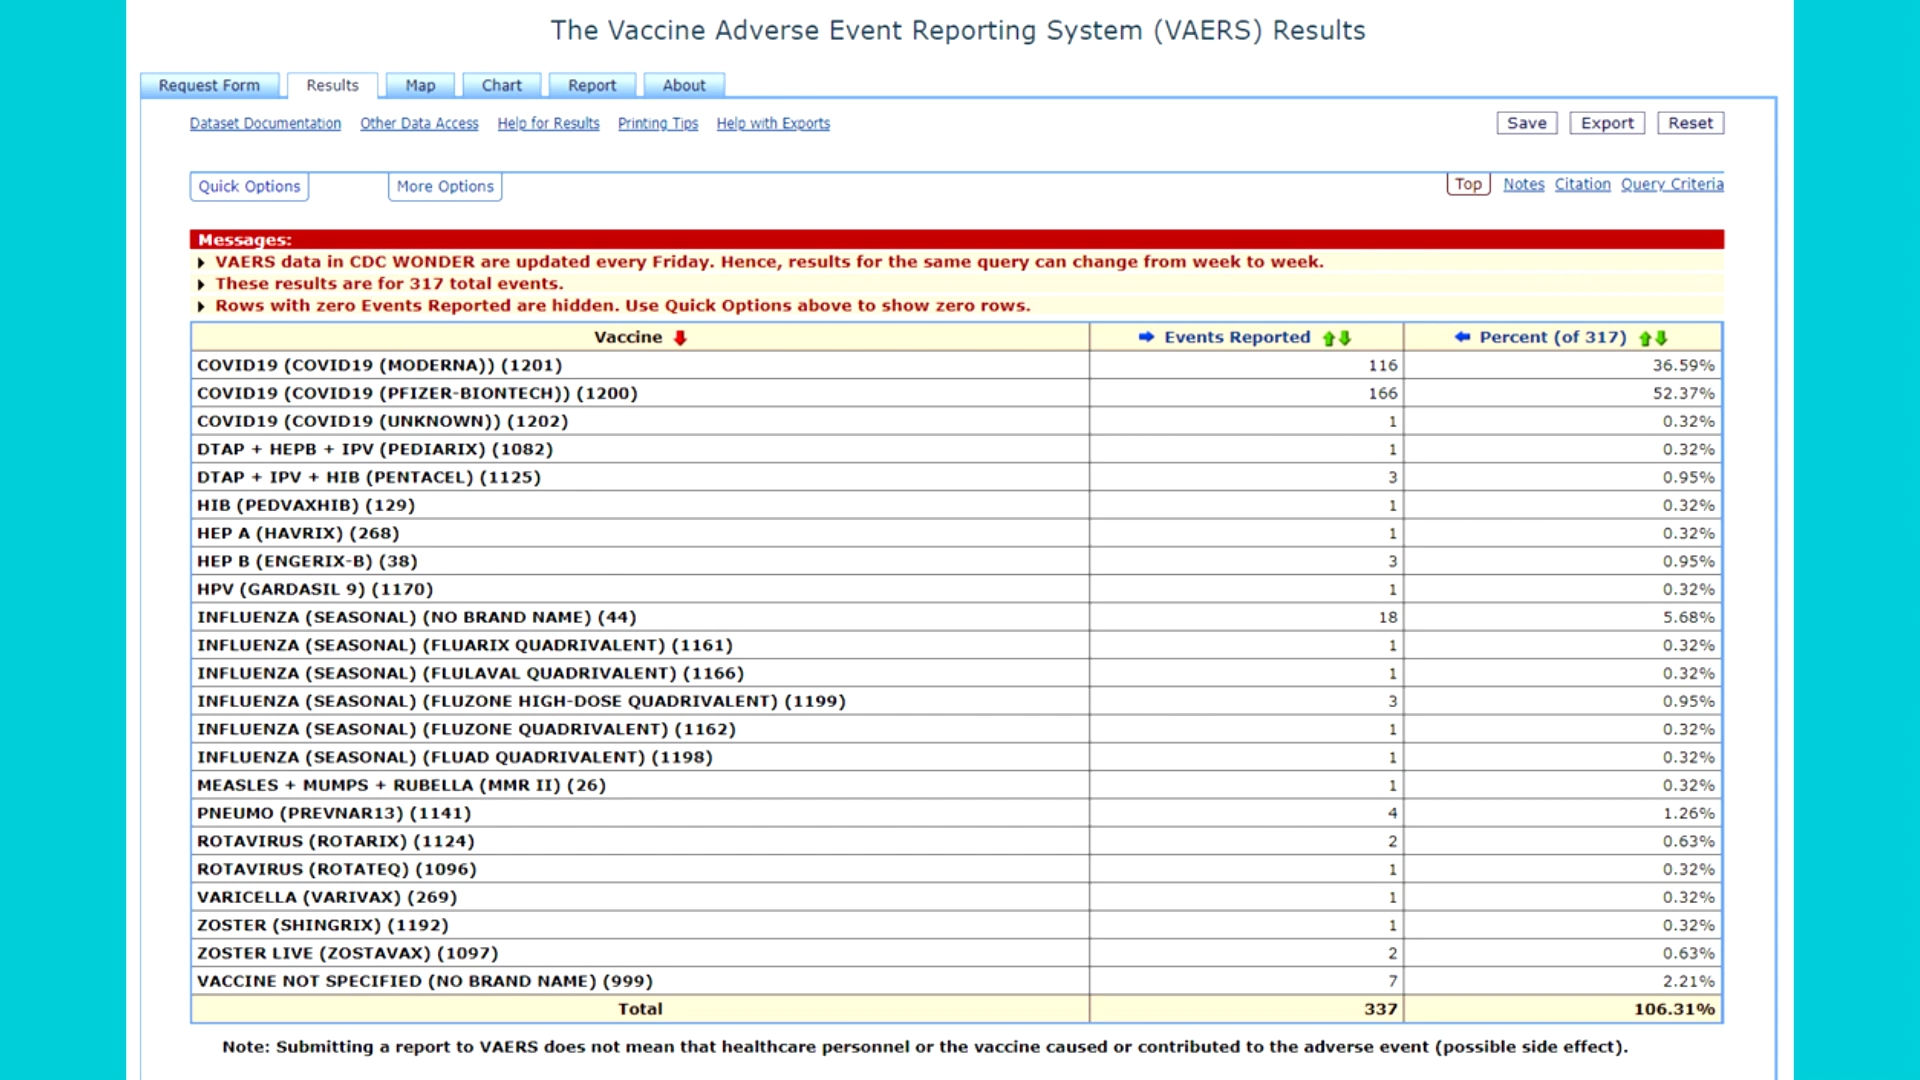 The Vaccine Adverse Event Reporting System (VAERS) Results
Request Form Results Map Chart Report About
Dataset Documentation Other Data Access Help for Results Printing Tips Help with Exports Save Export Reset
Quick Options More Options Top Notes Citation Query Criteria
Messages:
VAERS data in CDC WONDER are updated every Friday. Hence, results for the same query can change from week to week.
These results are for 317 total events.
Rows with zero Events Reported are hidden. Use Quick Options above to show zero rows.
Vaccine Events Reported Percent (of 317)
COVID19 (COVID19 (MODERNA)) (1201) 116 36.59%
COVID19 (COVID19 (PFIZER-BIONTECH)) (1200) 166 52.37%
COVID19 (COVID19 (UNKNOWN)) (1202) 1 0.32%
DTAP + HEPB + IPV (PEDIARIX) (1082) 1 0.32%
DTAP + IPV + HIB (PENTACEL) (1125) 3 0.95%
HIB (PEDVAXHIB) (129) 1 0.32%
HEP A (HAVRIX) (268) 1 0.32%
HEP B (ENGERIX-B) (38) 3 0.95%
HPV (GARDASIL 9) (1170) 1 0.32%
INFLUENZA (SEASONAL) (NO BRAND NAME) (44) 18 5.68%
INFLUENZA (SEASONAL) (FLUARIX QUADRIVALENT) (1161) 1 0.32%
INFLUENZA (SEASONAL) (FLULAVAL QUADRIVALENT) (1166) 1 0.32%
INFLUENZA (SEASONAL) (FLUZONE HIGH-DOSE QUADRIVALENT) (1199) 3 0.95%
INFLUENZA (SEASONAL) (FLUZONE QUADRIVALENT) (1162) 1 0.32%
INFLUENZA (SEASONAL) (FLUAD QUADRIVALENT) (1198) 1 0.32%
MEASLES + MUMPS + RUBELLA (MMR II) (26) 1 0.32%
PNEUMO (PREVNAR13) (1141) 4 1.26%
ROTAVIRUS (ROTARIX) (1124) 2 0.63%
ROTAVIRUS (ROTATEQ) (1096) 1 0.32%
VARICELLA (VARIVAX) (269) 1 0.32%
ZOSTER (SHINGRIX) (1192) 1 0.32%
ZOSTER LIVE (ZOSTAVAX) (1097) 2 0.63%
VACCINE NOT SPECIFIED (NO BRAND NAME) (999) 7 2.21%
Total 337 106.31%
Note: Submitting a report to VAERS does not mean that healthcare personnel or the vaccine caused or contributed to the adverse event (possible side effect).